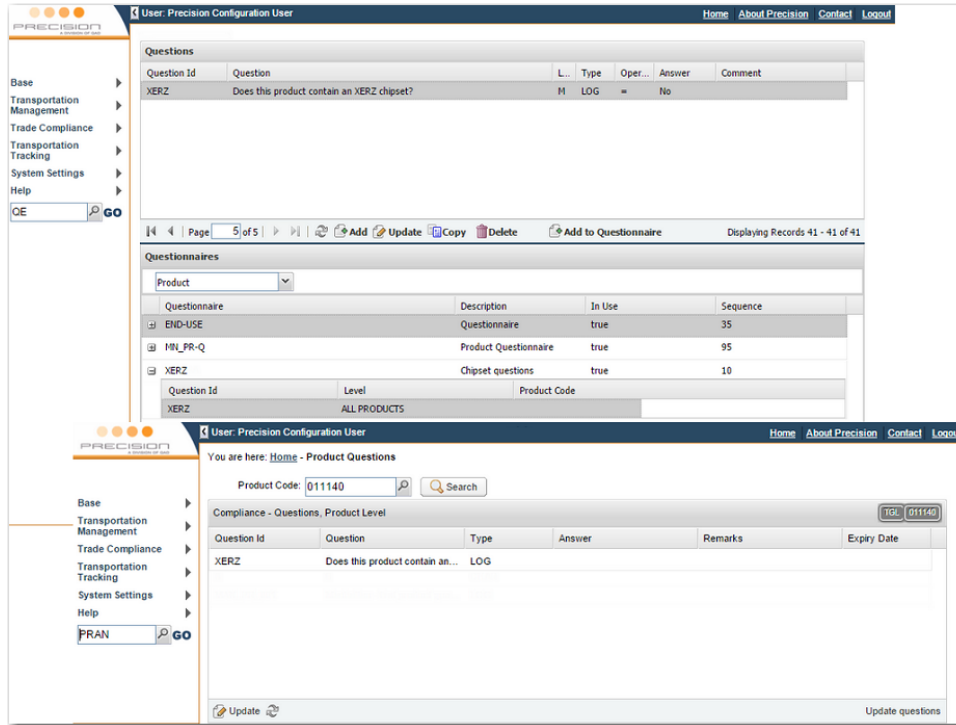 PRECISION
A DIVISION OF QAD
User: Precision Configuration User
Home About Precision Contact Logout
Base
Transportation Management
Trade Compliance
Transportation Tracking
System Settings
Help
QE GO
Questions
Question Id Question L... Type Oper... Answer Comment
XERZ Does this product contain an XERZ chipset? M LOG = No
Page 5 of 5 Add Update Copy Delete Add to Questionnaire Displaying Records 41 - 41 of 41
Questionnaires
Product
Questionnaire Description In Use Sequence
END-USE Questionnaire true 35
MN_PR-Q Product Questionnaire true 95
XERZ Chipset questions true 10
Question Id Level Product Code
XERZ ALL PRODUCTS
PRECISION
A DIVISION OF QAD
User: Precision Configuration User
Home About Precision Contact Logou
You are here: Home - Product Questions
Product Code: 011140 Search
Base
Transportation Management
Trade Compliance
Transportation Tracking
System Settings
Help
PRAN GO
Compliance - Questions, Product Level TGL 011140
Question Id Question Type Answer Remarks Expiry Date
XERZ Does this product contain an... LOG
Update Update questions